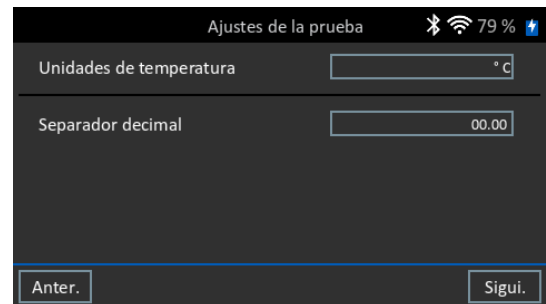 Ajustes de la prueba 79 %
Unidades de temperatura ° C
Separador decimal 00.00
Anter. Sigui.